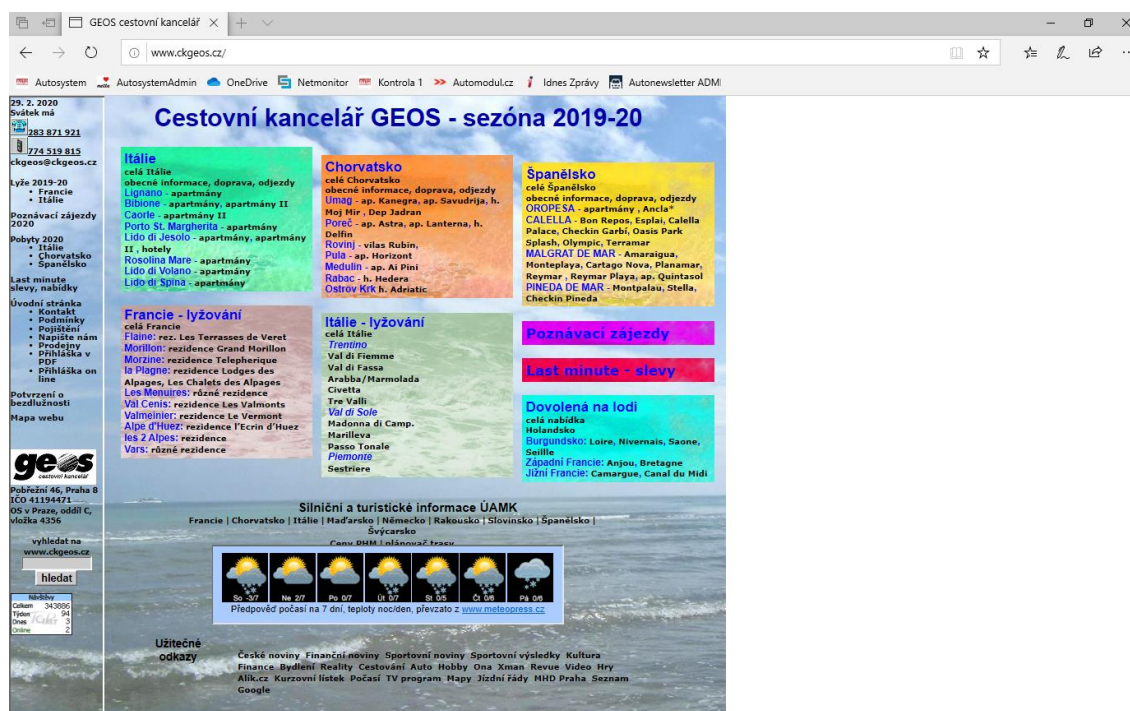 GEOS cestovní kancelář
www.ckgeos.cz/
Autosystem
AutosystemAdmin
OneDrive
Netmonitor
Kontrola 1
Automodul.cz
Idnes Zprávy
Autonewsletter ADMI
29. 2. 2020
Svátek má
283 871 921
774 519 815
ckgeos@ckgeos.cz
Lyže 2019-20
Francie
Itálie
Poznávací zájezdy
2020
Pobyty 2020
Itálie
Chorvatsko
Španělsko
Last minute
slevy, nabídky
Úvodní stránka
Kontakt
Podmínky
Pojištění
Napište nám
Prodejny
Přihláška v
PDF
Přihláška on
line
Potvrzení o
bezdlužnosti
Mapa webu
geos
cestovní kancelář
Pobřežní 46, Praha 8
IČO 41194471
OS v Praze, oddíl C,
vložka 4356
vyhledat na
www.ckgeos.cz
hledat
Návštěvy
Celkem 343886
Týden 94
Dnes 3
Online 2
Cestovní kancelář GEOS - sezóna 2019-20
Itálie
celá Itálie
obecné informace, doprava, odjezdy
Lignano - apartmány
Bibione - apartmány, apartmány II
Caorle - apartmány II
Porto St. Margherita - apartmány
Lido di Jesolo - apartmány, apartmány
II , hotely
Rosolina Mare - apartmány
Lido di Volano - apartmány
Lido di Spina - apartmány
Chorvatsko
celé Chorvatsko
obecné informace, doprava, odjezdy
Umag - ap. Kanegra, ap. Savudrija, h.
Moj Mir , Dep Jadran
Poreč - ap. Astra, ap. Lanterna, h.
Delfin
Rovinj - vilas Rubin,
Pula - ap. Horizont
Medulin - ap. Ai Pini
Rabac - h. Hedera
Ostrov Krk h. Adriatic
Španělsko
celé Španělsko
obecné informace, doprava, odjezdy
OROPESA - apartmány , Ancla*
CALELLA - Bon Repos, Esplai, Calella
Palace, Checkin Garbí, Oasis Park
Splash, Olympic, Terramar
MALGRAT DE MAR - Amaraigua,
Monteplaya, Cartago Nova, Planamar,
Reymar , Reymar Playa, ap. Quintasol
PINEDA DE MAR - Montpalau, Stella,
Checkin Pineda
Francie - lyžování
celá Francie
Flaine: rez. Les Terrasses de Veret
Morillon: rezidence Grand Morillon
Morzine: rezidence Telepherique
la Plagne: rezidence Lodges des
Alpages, Les Chalets des Alpages
Les Menuires: různé rezidence
Val Cenis: rezidence Les Valmonts
Valmeinier: rezidence Le Vermont
Alpe d'Huez: rezidence l'Ecrin d'Huez
les 2 Alpes: rezidence
Vars: různé rezidence
Itálie - lyžování
celá Itálie
Trentino
Val di Fiemme
Val di Fassa
Arabba/Marmolada
Civetta
Tre Valli
Val di Sole
Madonna di Camp.
Marilleva
Passo Tonale
Piemonte
Sestriere
Poznávací zájezdy
Last minute - slevy
Dovolená na lodi
celá nabídka
Holandsko
Burgundsko: Loire, Nivernais, Saone,
Seillle
Západní Francie: Anjou, Bretagne
Jižní Francie: Camargue, Canal du Midi
Silniční a turistické informace ÚAMK
Francie | Chorvatsko | Itálie | Maďarsko | Německo | Rakousko | Slovinsko | Španělsko |
Švýcarsko
Ceny PHM | plánovač trasy
So -3/7 Ne 2/7 Po 0/7 Út 0/7 St 0/5 Čt 0/6 Pá 0/6
Předpověď počasí na 7 dní, teploty noc/den, převzato z www.meteopress.cz
Užitečné
odkazy
České noviny Finanční noviny Sportovní noviny Sportovní výsledky Kultura
Finance Bydlení Reality Cestování Auto Hobby Ona Xman Revue Video Hry
Alík.cz Kurzovní lístek Počasí TV program Mapy Jízdní řády MHD Praha Seznam
Google